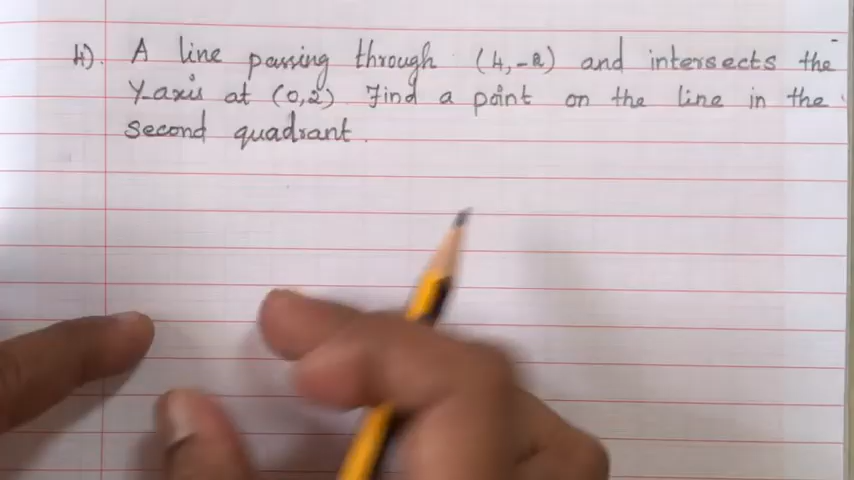 4). A line passing through (4,-2) and intersects the
Y-axis at (0,2) Find a point on the line in the
second quadrant.